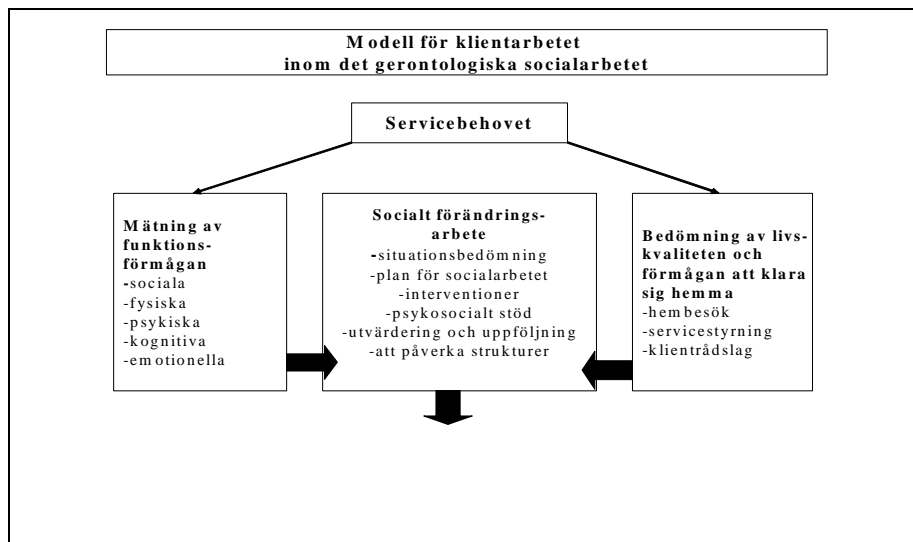 Modell för klientarbetet
inom det gerontologiska socialarbetet
Servicebehovet
Mätning av
funktions-
förmågan
-sociala
-fysiska
-psykiska
-kognitiva
-emotionella
Socialt förändrings-
arbete
-situationsbedömning
-plan för socialarbetet
-interventioner
-psykosocialt stöd
-utvärdering och uppföljning
-att påverka strukturer
Bedömning av livs-
kvaliteten och
förmågan att klara
sig hemma
-hembesök
-servicestyrning
-klientrådslag